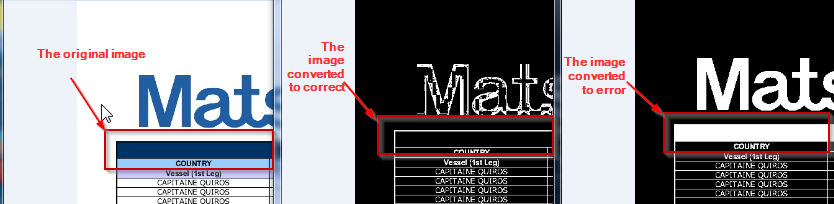 The original image
Mats
COUNTRY
Vessel (1st Leg)
CAPITAINE QUIROS
CAPITAINE QUIROS
CAPITAINE QUIROS
CAPITAINE QUIROS
The
image
converted
to correct
Mats
COUNTRY
Vessel (1st Leg)
CAPITAINE QUIROS
CAPITAINE QUIROS
CAPITAINE QUIROS
CAPITAINE QUIROS
The image
converted
to error
Mats
COUNTRY
Vessel (1st Leg)
CAPITAINE QUIROS
CAPITAINE QUIROS
CAPITAINE QUIROS
CAPITAINE QUIROS